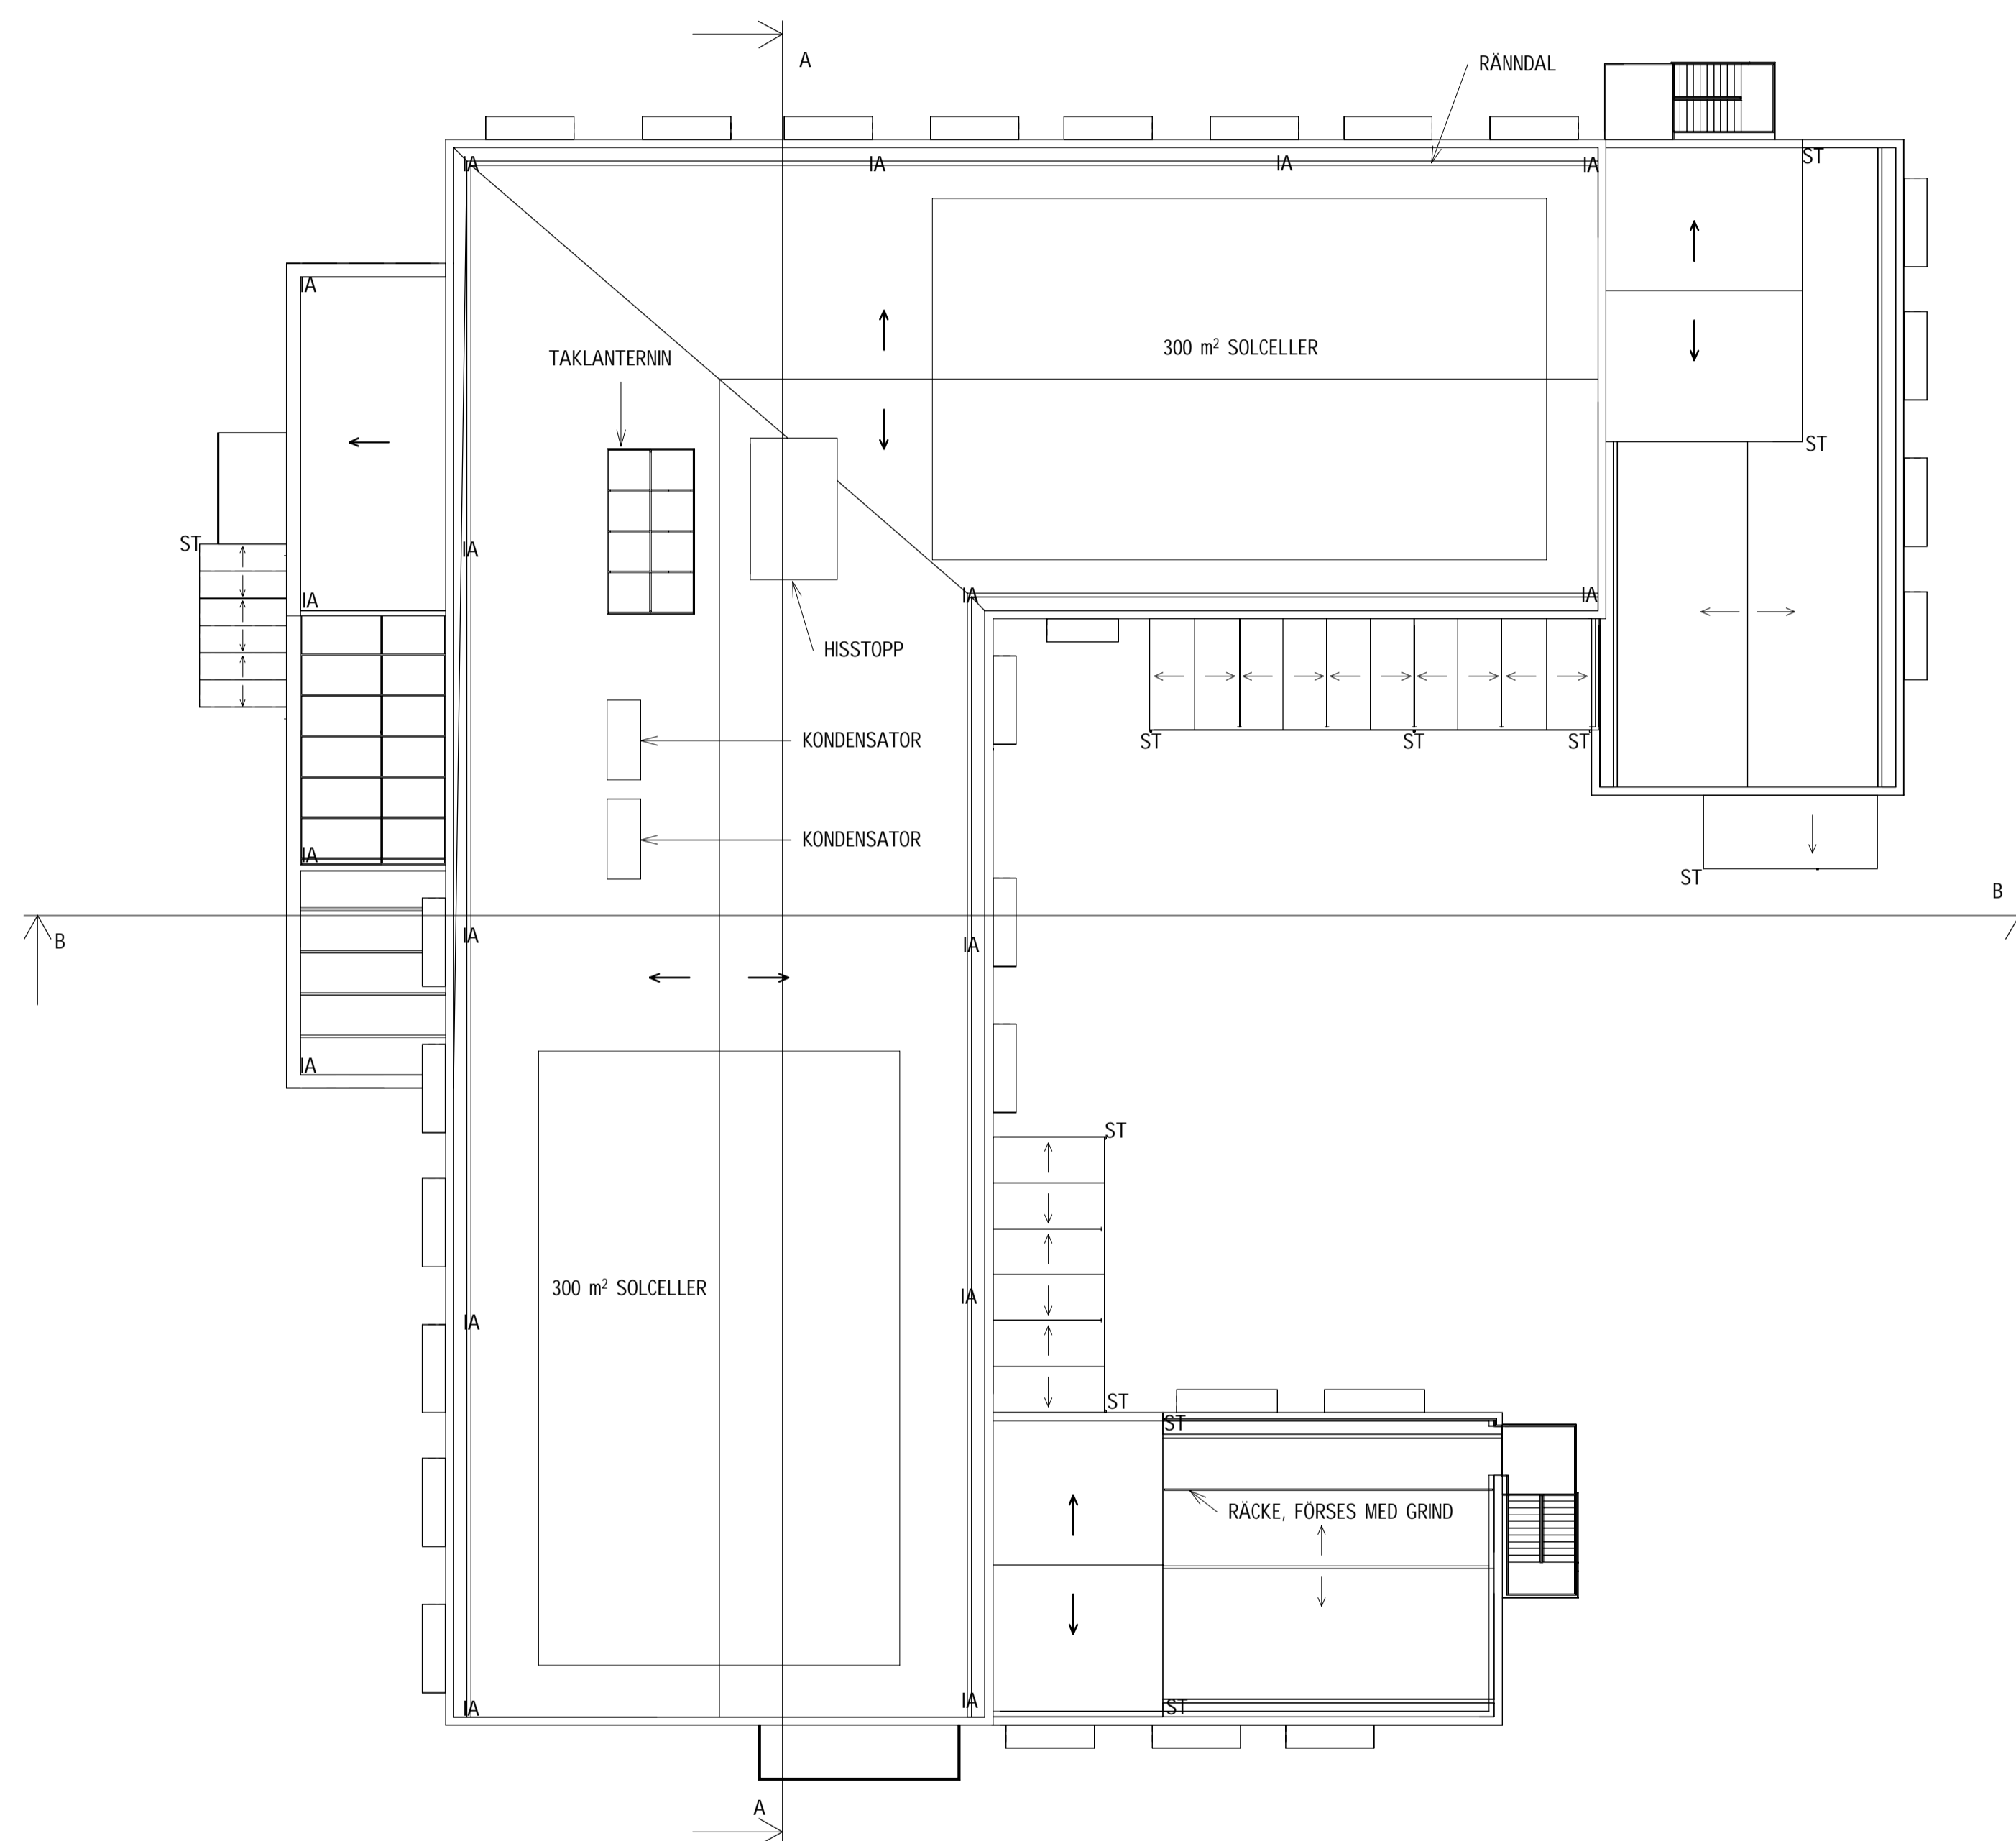 A
RÄNNDAL
ST
IA
IA
IA
IA
IA
300 m² SOLCELLER
TAKLANTERNIN
ST
ST
IA
IA
IA
IA
HISSTOPP
KONDENSATOR
ST
ST
ST
KONDENSATOR
IA
ST
B
B
IA
IA
IA
ST
300 m² SOLCELLER
IA
IA
ST
ST
RÄCKE, FÖRSES MED GRIND
IA
IA
ST
A